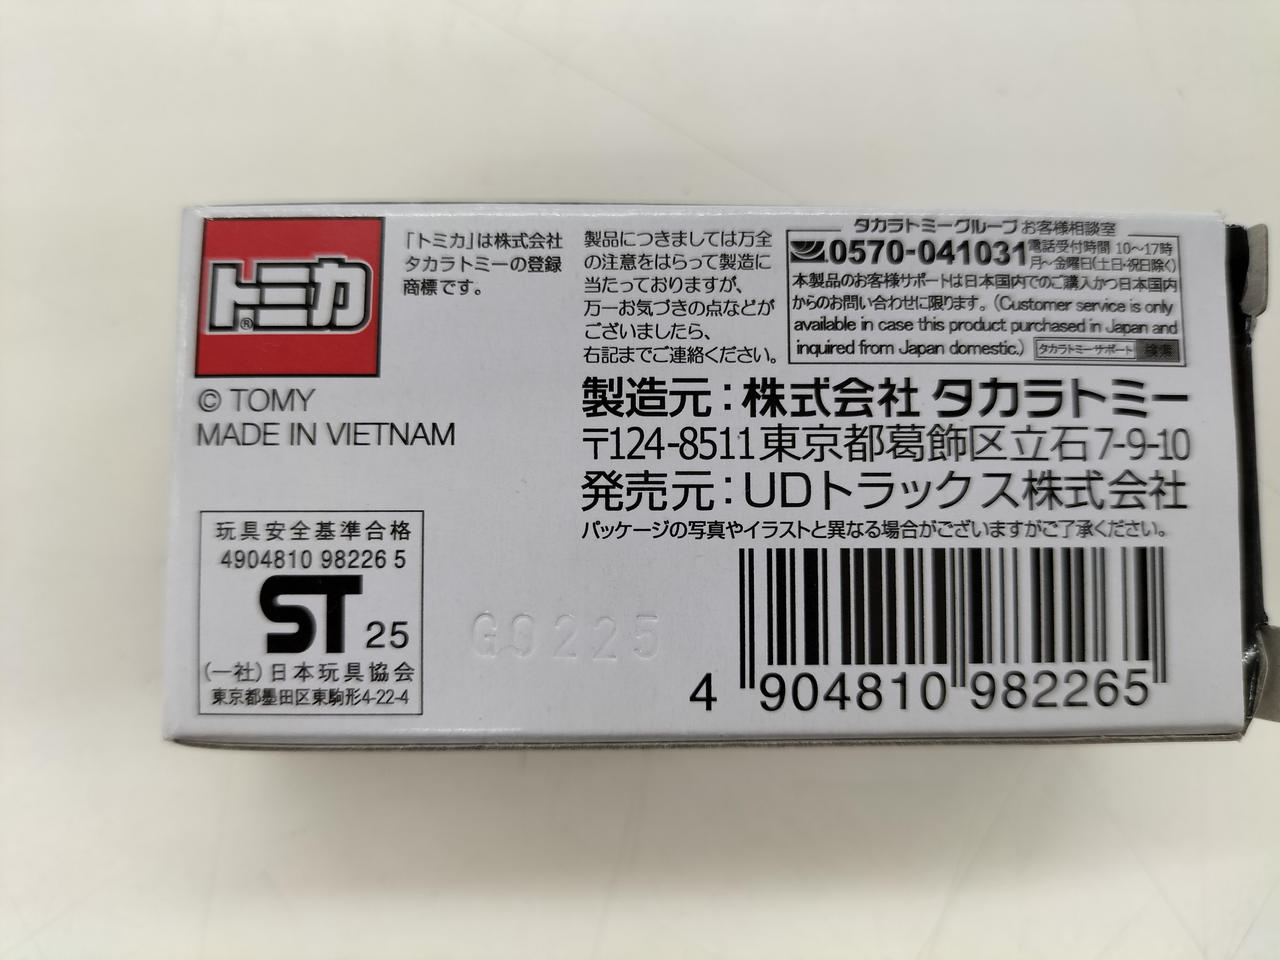 トミカ®
「トミカ」は株式会社
タカラトミーの登録
商標です。
© TOMY
MADE IN VIETNAM
製品につきましては万全
の注意をはらって製造に
当たっておりますが、
万一お気づきの点などが
ございましたら、
右記までご連絡ください。
タカラトミーグループ お客様相談室
0570-041031 電話受付時間 10〜17時
月〜金曜日(土日・祝日除く)
本製品のお客様サポートは日本国内でのご購入かつ日本国内
からのお問い合わせに限ります。(Customer service is only
available in case this product purchased in Japan and
inquired from Japan domestic.) タカラトミーサポート 検索
製造元：株式会社 タカラトミー
〒124-8511東京都葛飾区立石7-9-10
発売元：UDトラックス株式会社
パッケージの写真やイラストと異なる場合がございますがご了承ください。
玩具安全基準合格
4904810 98226 5
ST 25
(一社)日本玩具協会
東京都墨田区東駒形4-22-4
G0225
4 904810 982265